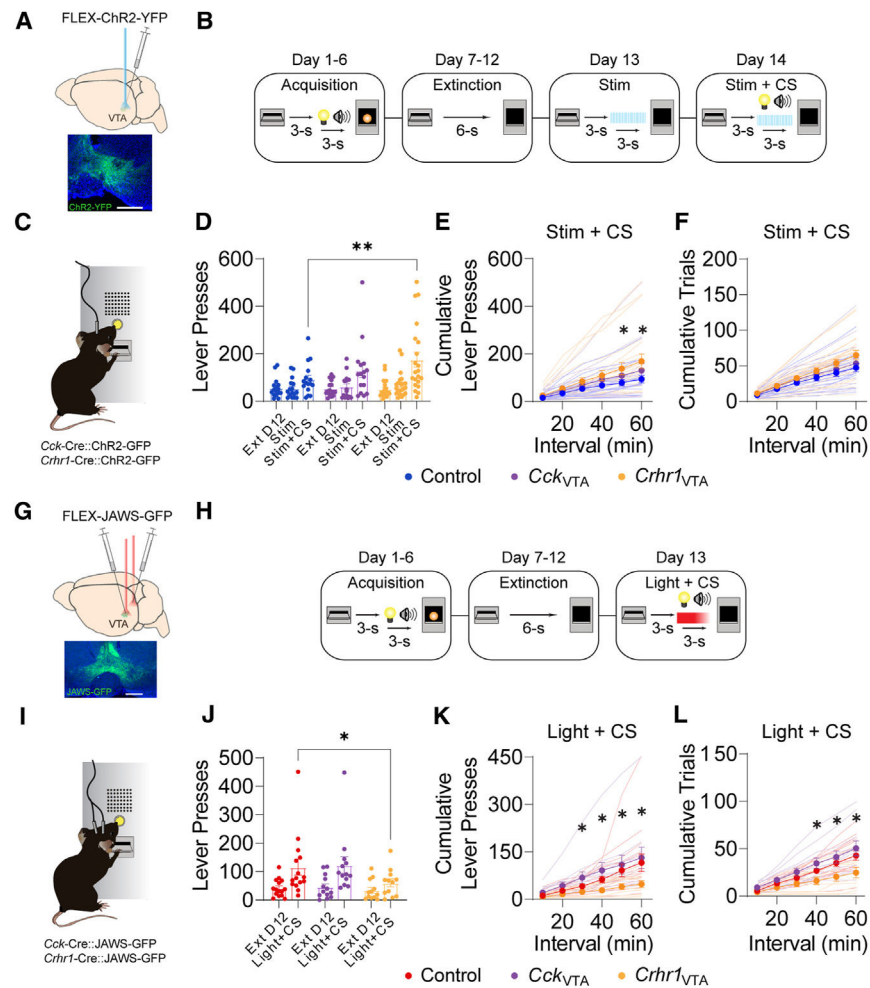 A
FLEX-ChR2-YFP
VTA
ChR2-YFP
B
Day 1-6
Day 7-12
Day 13
Day 14
Acquisition
Extinction
Stim
Stim + CS
3-s
3-s
6-s
3-s
3-s
3-s
3-s
C
Cck-Cre::ChR2-GFP
Crhr1-Cre::ChR2-GFP
D
**
Lever Presses
600
400
200
0
Ext D12
Stim
Stim+CS
Ext D12
Stim
Stim+CS
Ext D12
Stim
Stim+CS
E
Stim + CS
Cumulative
Lever Presses
600
400
200
0
* *
20 40 60
Interval (min)
F
Stim + CS
Cumulative Trials
200
150
100
50
0
20 40 60
Interval (min)
Control
CckVTA
Crhr1VTA
G
FLEX-JAWS-GFP
VTA
JAWS-GFP
H
Day 1-6
Day 7-12
Day 13
Acquisition
Extinction
Light + CS
3-s
3-s
6-s
3-s
3-s
I
Cck-Cre::JAWS-GFP
Crhr1-Cre::JAWS-GFP
J
*
Lever Presses
500
400
300
200
100
0
Ext D12
Light+CS
Ext D12
Light+CS
Ext D12
Light+CS
K
Light + CS
Cumulative
Lever Presses
450
300
150
0
* * * *
20 40 60
Interval (min)
L
Light + CS
Cumulative Trials
150
100
50
0
* * *
20 40 60
Interval (min)
Control
CckVTA
Crhr1VTA